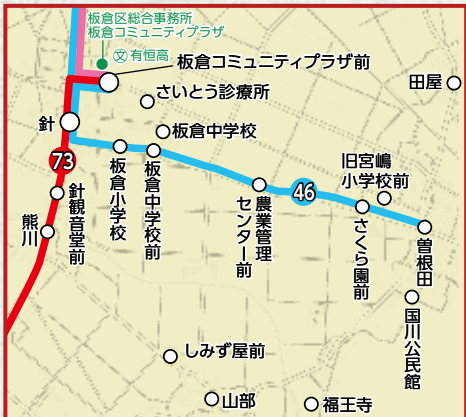 板倉区総合事務所
板倉コミュニティプラザ
文 有恒高
板倉コミュニティプラザ前
田屋
さいとう診療所
針
板倉中学校
73
旧宮嶋
小学校前
46
針観音堂前
熊川
板倉小学校
板倉中学校前
農業管理
センター前
さくら園前
曽根田
国川公民館
しみず屋前
山部
福王寺